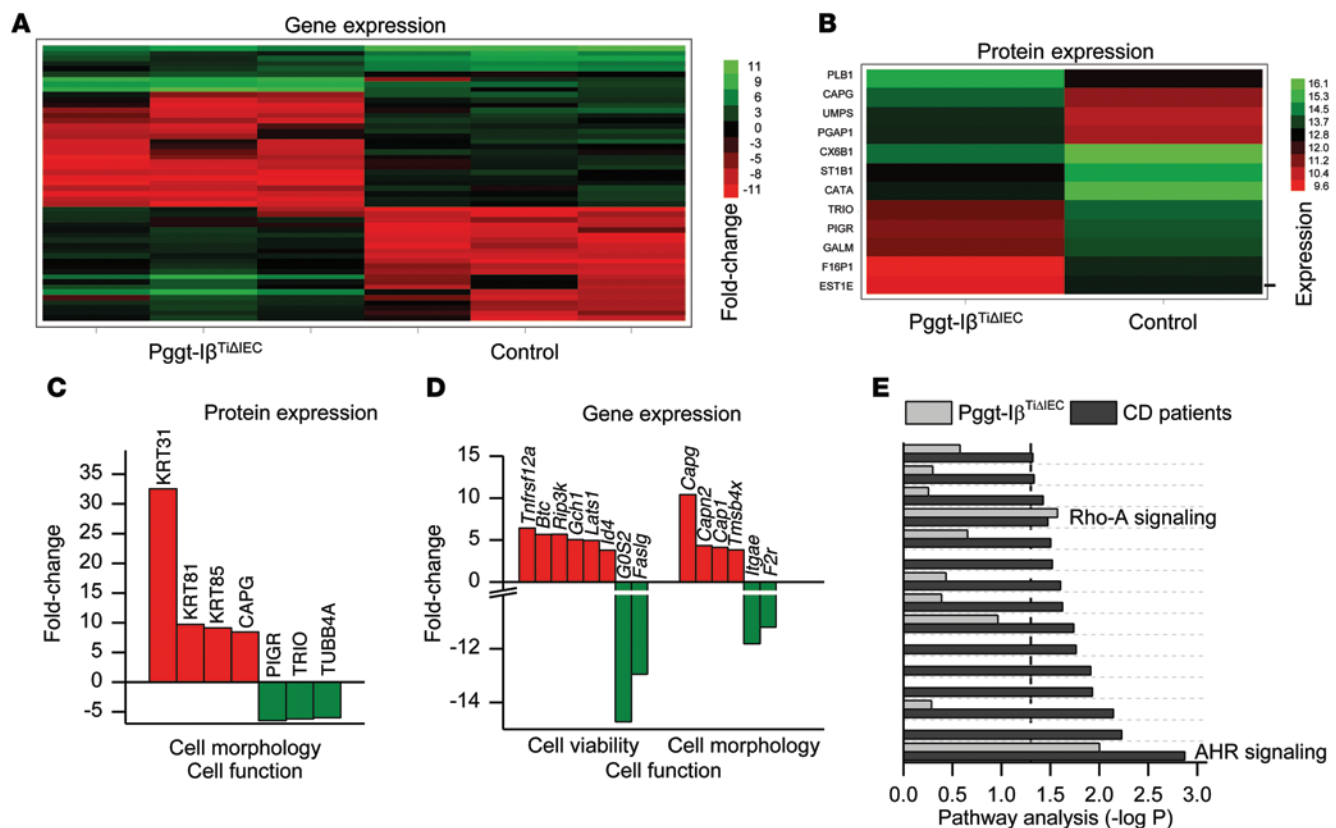 A
Gene expression
11
9
6
3
0
-3
-5
-8
-11
Fold-change
Pggt-IβTiΔIEC
Control
B
Protein expression
PLB1
CAPG
UMPS
PGAP1
CX6B1
ST1B1
CATA
TRIO
PIGR
GALM
F16P1
EST1E
16.1
15.3
14.5
13.7
12.8
12.0
11.2
10.4
9.6
Expression
Pggt-IβTiΔIEC
Control
C
Protein expression
Fold-change
35
30
25
20
15
10
5
0
-5
KRT31
KRT81
KRT85
CAPG
PIGR
TRIO
TUBB4A
Cell morphology
Cell function
D
Gene expression
Fold-change
15
10
5
0
-12
-14
Tnfrsf12a
Btc
Rip3k
Gch1
Lats1
Id4
G0S2
Faslg
Capg
Capn2
Cap1
Tmsb4x
Itgae
F2r
Cell viability
Cell morphology
Cell function
E
Pggt-IβTiΔIEC
CD patients
Rho-A signaling
AHR signaling
0.0 0.5 1.0 1.5 2.0 2.5 3.0
Pathway analysis (-log P)